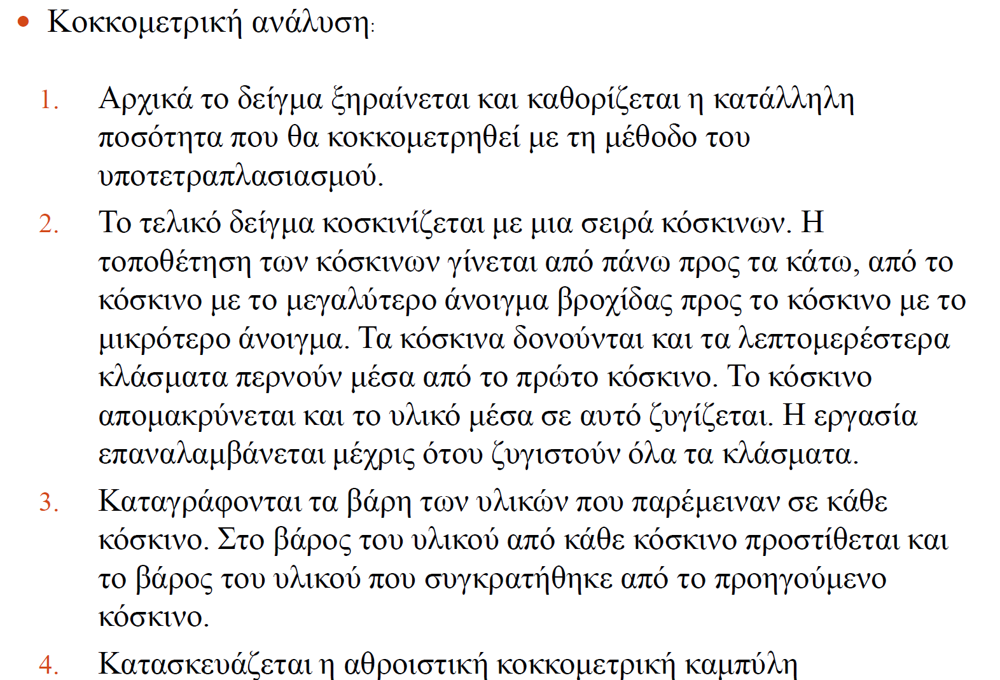 • Κοκκομετρική ανάλυση:
1. Αρχικά το δείγμα ξηραίνεται και καθορίζεται η κατάλληλη
ποσότητα που θα κοκκομετρηθεί με τη μέθοδο του
υποτετραπλασιασμού.
2. Το τελικό δείγμα κοσκινίζεται με μια σειρά κόσκινων. Η
τοποθέτηση των κόσκινων γίνεται από πάνω προς τα κάτω, από το
κόσκινο με το μεγαλύτερο άνοιγμα βροχίδας προς το κόσκινο με το
μικρότερο άνοιγμα. Τα κόσκινα δονούνται και τα λεπτομερέστερα
κλάσματα περνούν μέσα από το πρώτο κόσκινο. Το κόσκινο
απομακρύνεται και το υλικό μέσα σε αυτό ζυγίζεται. Η εργασία
επαναλαμβάνεται μέχρις ότου ζυγιστούν όλα τα κλάσματα.
3. Καταγράφονται τα βάρη των υλικών που παρέμειναν σε κάθε
κόσκινο. Στο βάρος του υλικού από κάθε κόσκινο προστίθεται και
το βάρος του υλικού που συγκρατήθηκε από το προηγούμενο
κόσκινο.
4. Κατασκευάζεται η αθροιστική κοκκομετρική καμπύλη